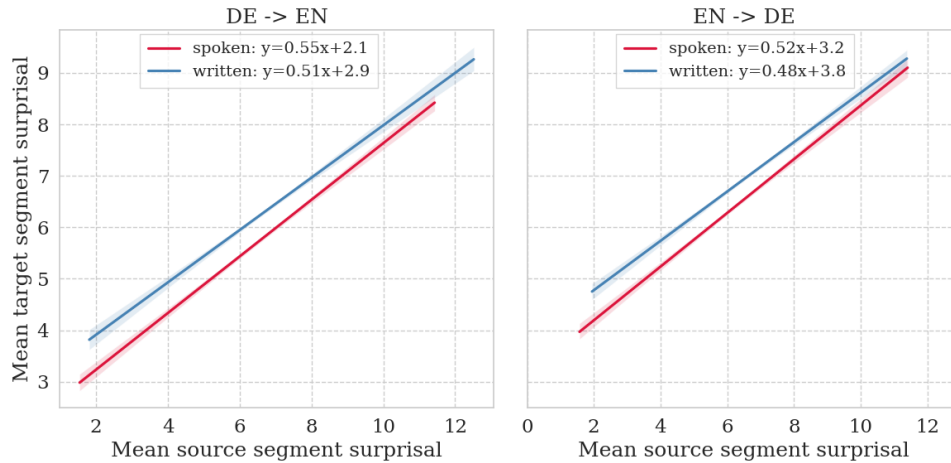 DE -> EN
spoken: y=0.55x+2.1
written: y=0.51x+2.9
9
8
7
6
5
4
3
2 4 6 8 10 12
Mean source segment surprisal
Mean target segment surprisal
EN -> DE
spoken: y=0.52x+3.2
written: y=0.48x+3.8
0 2 4 6 8 10 12
Mean source segment surprisal